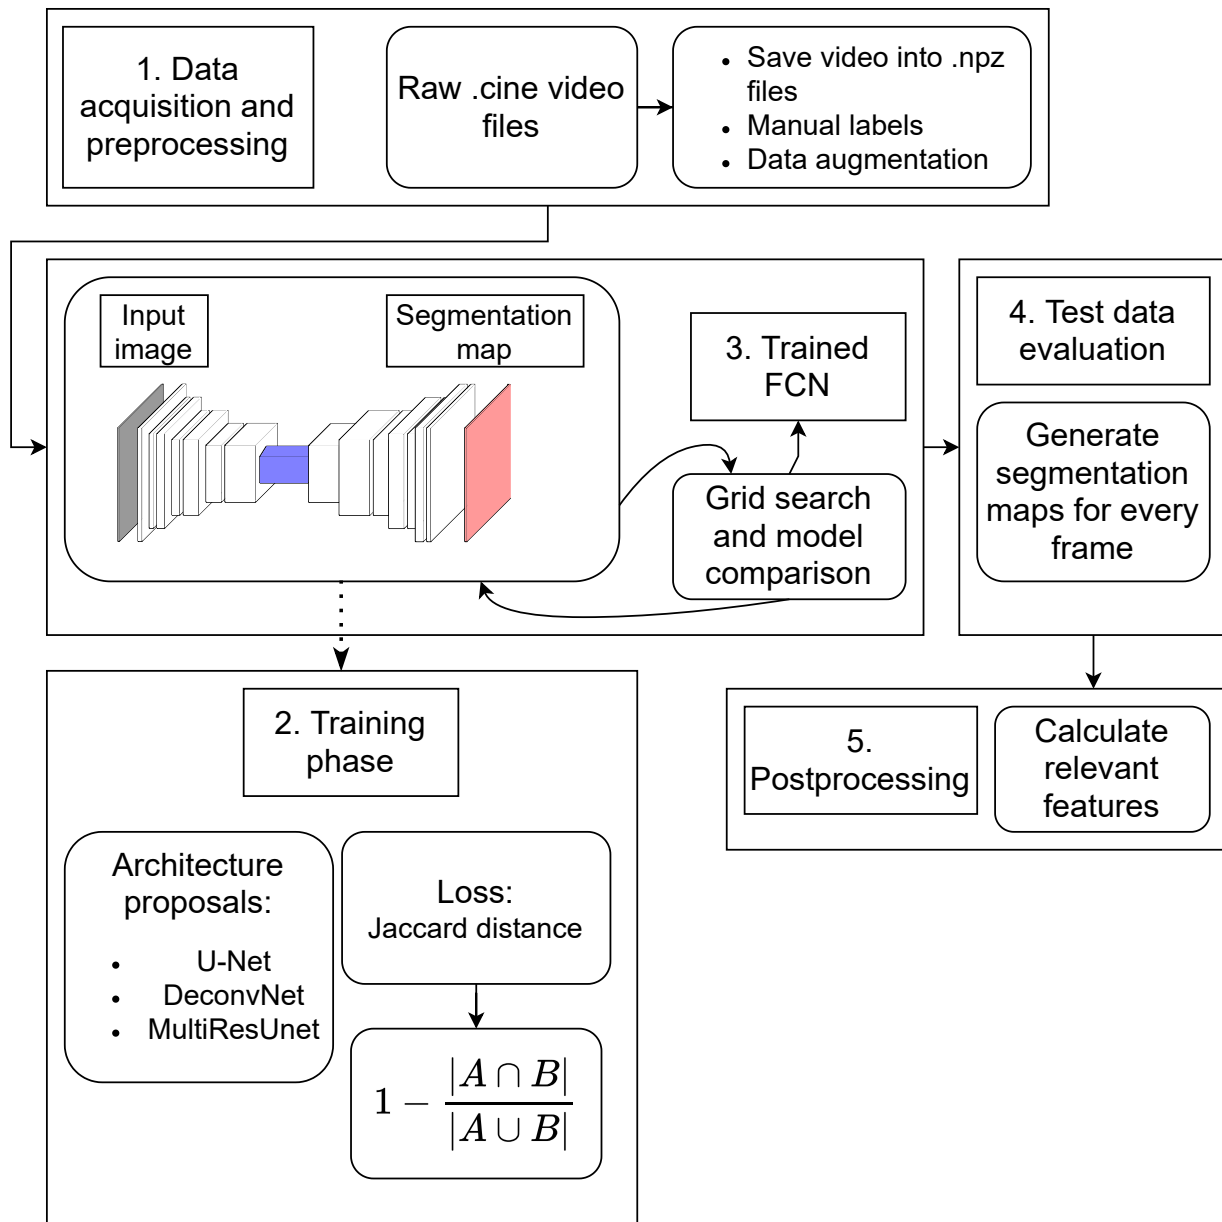 1. Data
acquisition and
preprocessing
Raw .cine video
files
• Save video into .npz
files
• Manual labels
• Data augmentation
Input
image
Segmentation
map
3. Trained
FCN
Grid search
and model
comparison
4. Test data
evaluation
Generate
segmentation
maps for every
frame
2. Training
phase
Architecture
proposals:
• U-Net
• DeconvNet
• MultiResUnet
Loss:
Jaccard distance
1 − |A ∩ B| / |A ∪ B|
5.
Postprocessing
Calculate
relevant
features